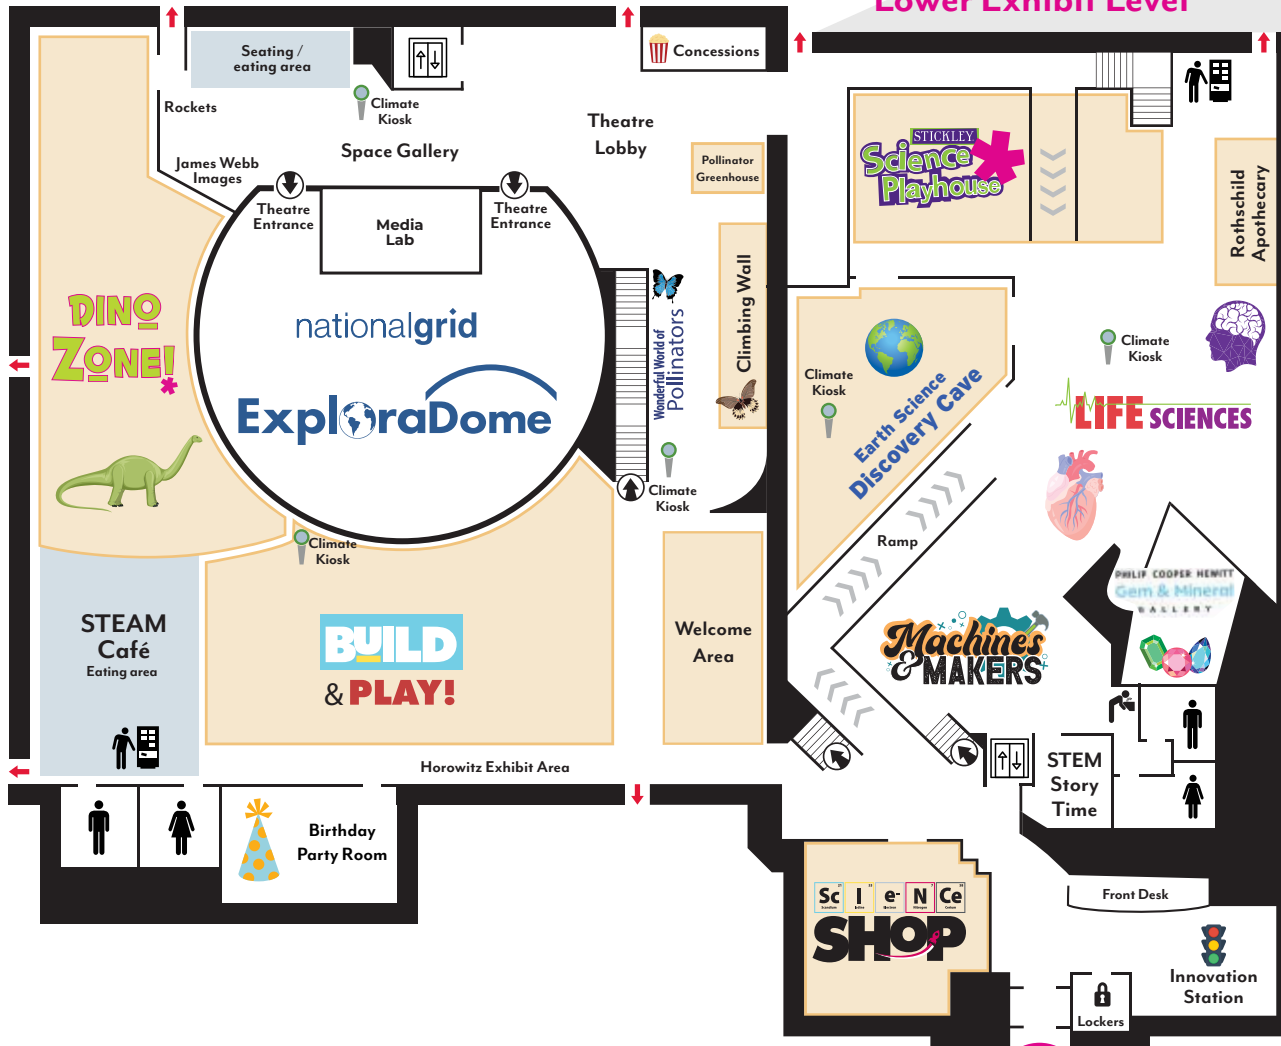 Lower Exhibit Level
Seating /
eating area
Concessions
Rockets
Climate
Kiosk
Theatre
Lobby
Space Gallery
James Webb
Images
Pollinator
Greenhouse
STICKLEY
Science
Playhouse
Rothschild
Apothecary
Theatre
Entrance
Theatre
Entrance
Media
Lab
Climbing Wall
Wonderful World of
Pollinators
DINO
ZONE!
nationalgrid
ExploraDome
Climate
Kiosk
Earth Science
Discovery Cave
Climate
Kiosk
LIFE SCIENCES
Climate
Kiosk
Climate
Kiosk
Ramp
PHILIP COOPER HEWITT
Gem & Mineral
GALLERY
STEAM
Café
Eating area
BUILD
& PLAY!
Welcome
Area
Machines
& MAKERS
Horowitz Exhibit Area
STEM
Story
Time
Birthday
Party Room
Sc I e- N Ce
SHOP
Front Desk
Innovation
Station
Lockers